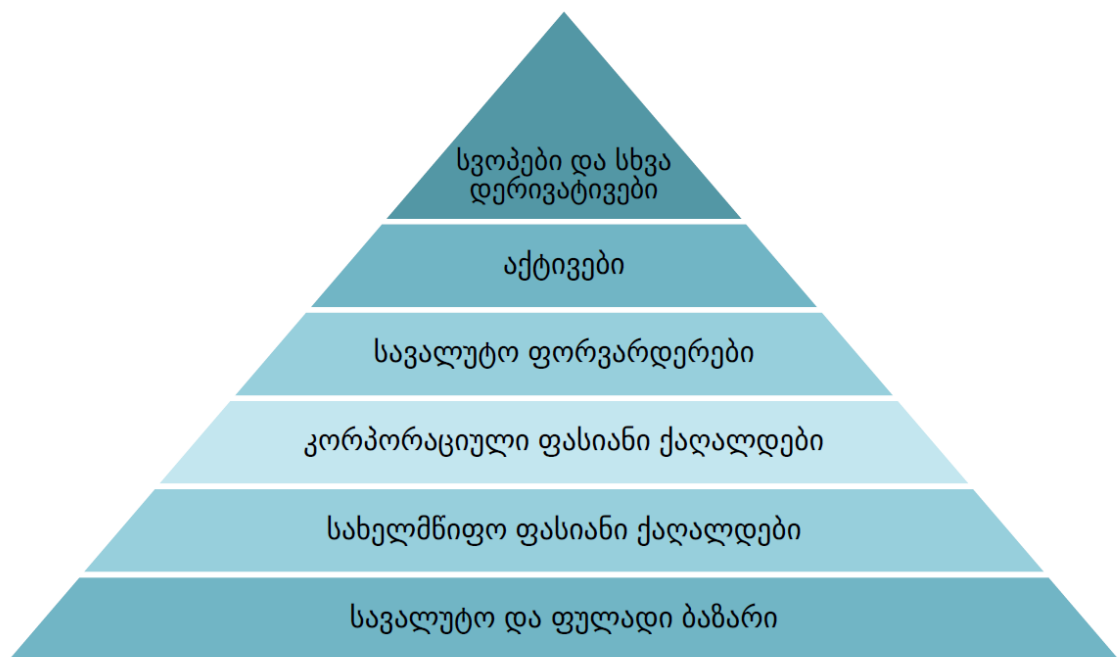 სვოპები და სხვა
დერივატივები
აქტივები
სავალუტო ფორვარდერები
კორპორაციული ფასიანი ქაღალდები
სახელმწიფო ფასიანი ქაღალდები
სავალუტო და ფულადი ბაზარი